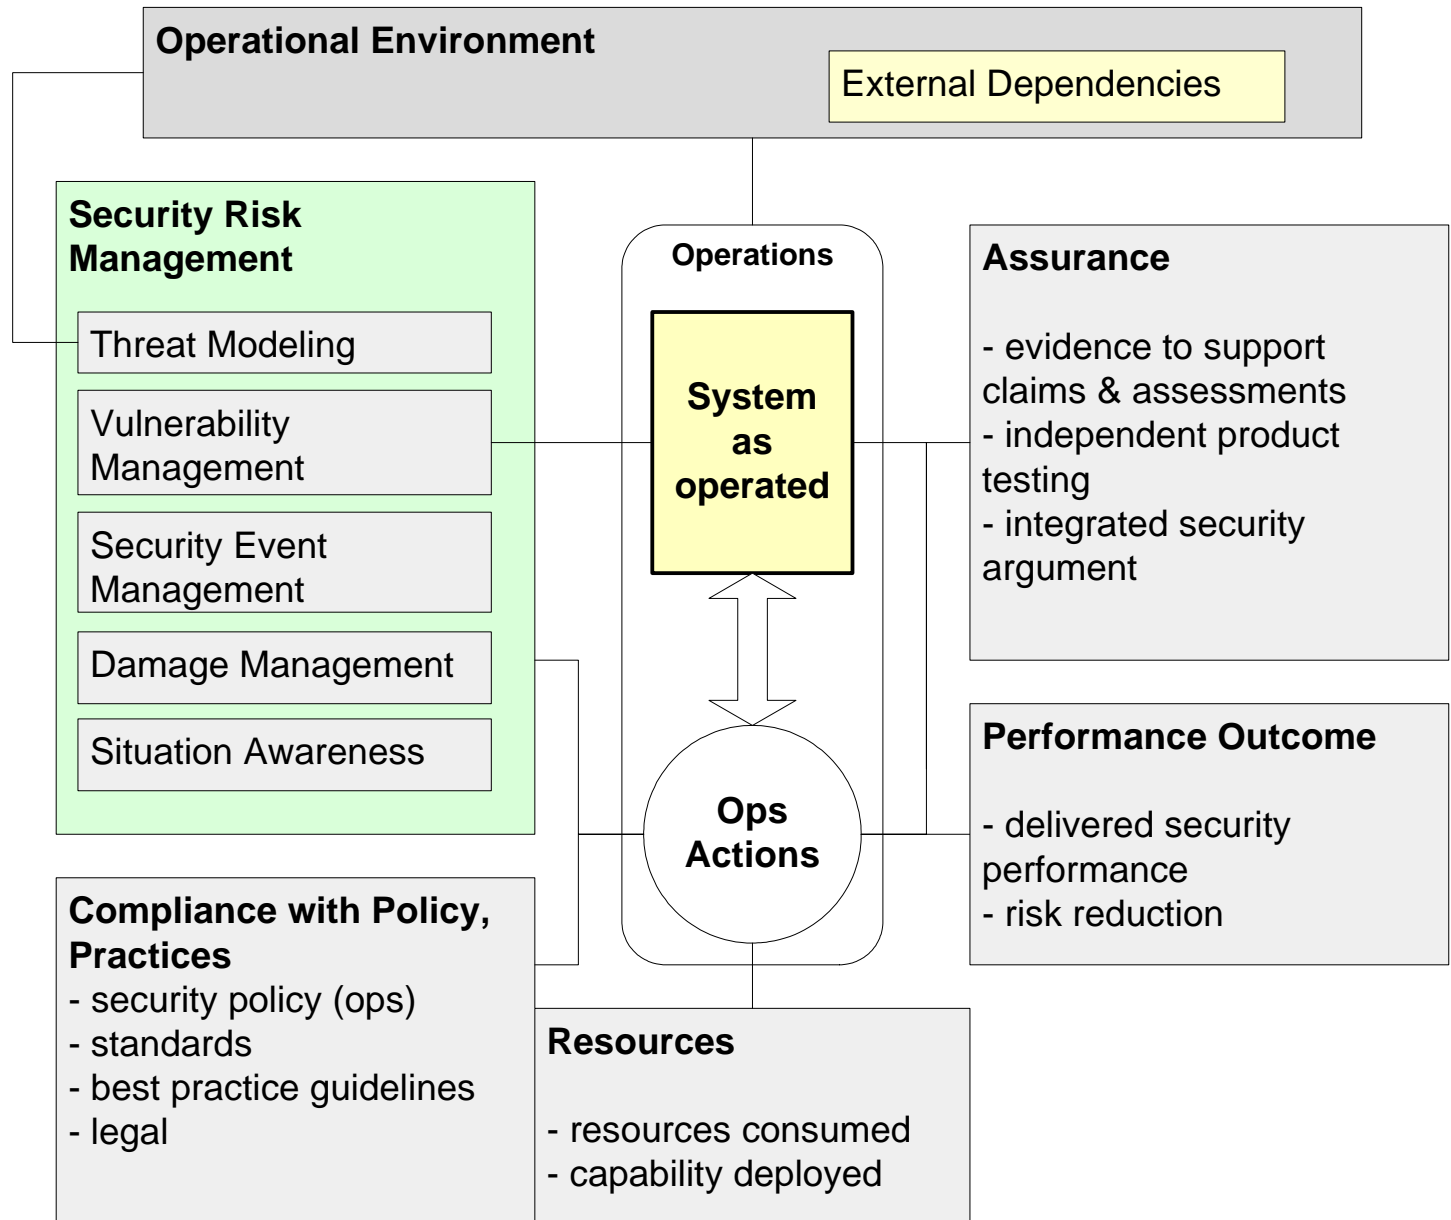 Operational Environment
External Dependencies
Security Risk
Management
Threat Modeling
Vulnerability
Management
Security Event
Management
Damage Management
Situation Awareness
Operations
System
as
operated
Ops
Actions
Assurance
- evidence to support
claims & assessments
- independent product
testing
- integrated security
argument
Performance Outcome
- delivered security
performance
- risk reduction
Compliance with Policy,
Practices
- security policy (ops)
- standards
- best practice guidelines
- legal
Resources
- resources consumed
- capability deployed